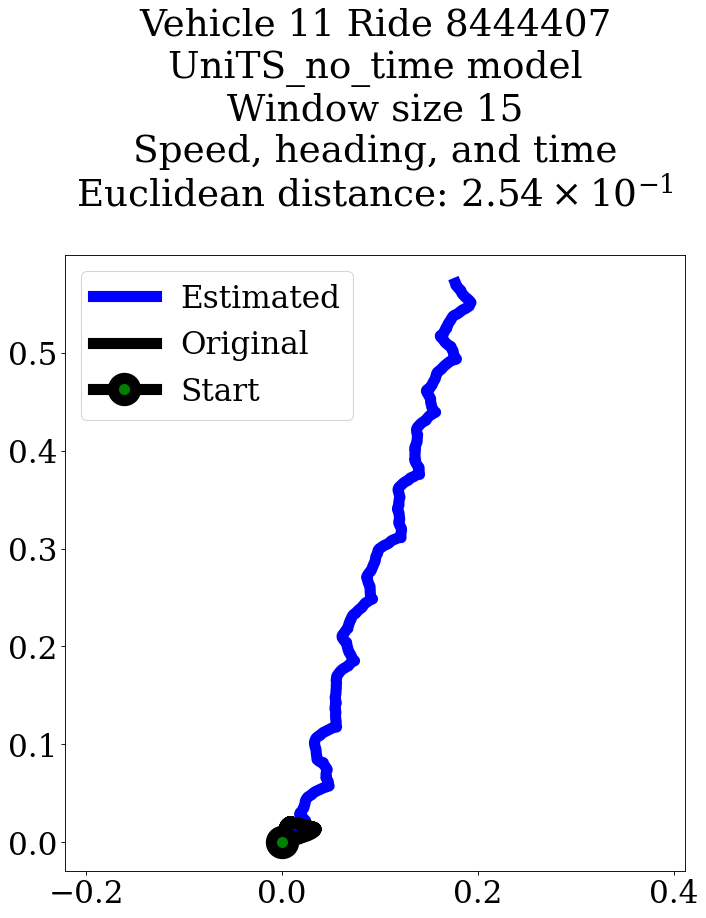 Vehicle 11 Ride 8444407
UniTS_no_time model
Window size 15
Speed, heading, and time
Euclidean distance: 2.54 × 10⁻¹
Estimated
Original
Start
0.5
0.4
0.3
0.2
0.1
0.0
−0.2 0.0 0.2 0.4